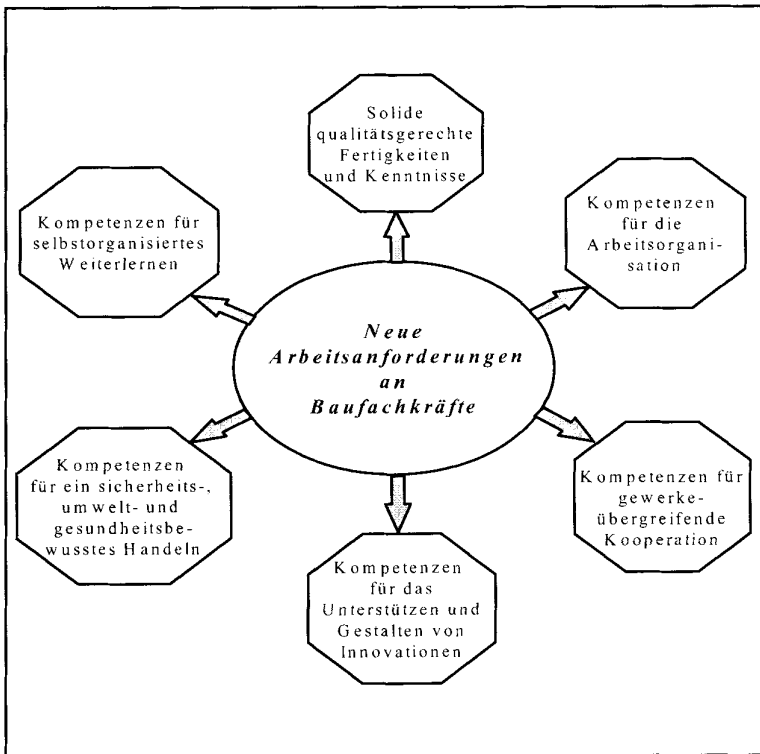 Solide
qualitätsgerechte
Fertigkeiten
und Kenntnisse
Kompetenzen für
selbstorganisiertes
Weiterlernen
Kompetenzen
für die
Arbeitsorgani-
sation
Neue
Arbeitsanforderungen
an
Baufachkräfte
Kompetenzen
für ein sicherheits-,
umwelt- und
gesundheitsbe-
wusstes Handeln
Kompetenzen für
gewerke-
übergreifende
Kooperation
Kompetenzen
für das
Unterstützen und
Gestalten von
Innovationen